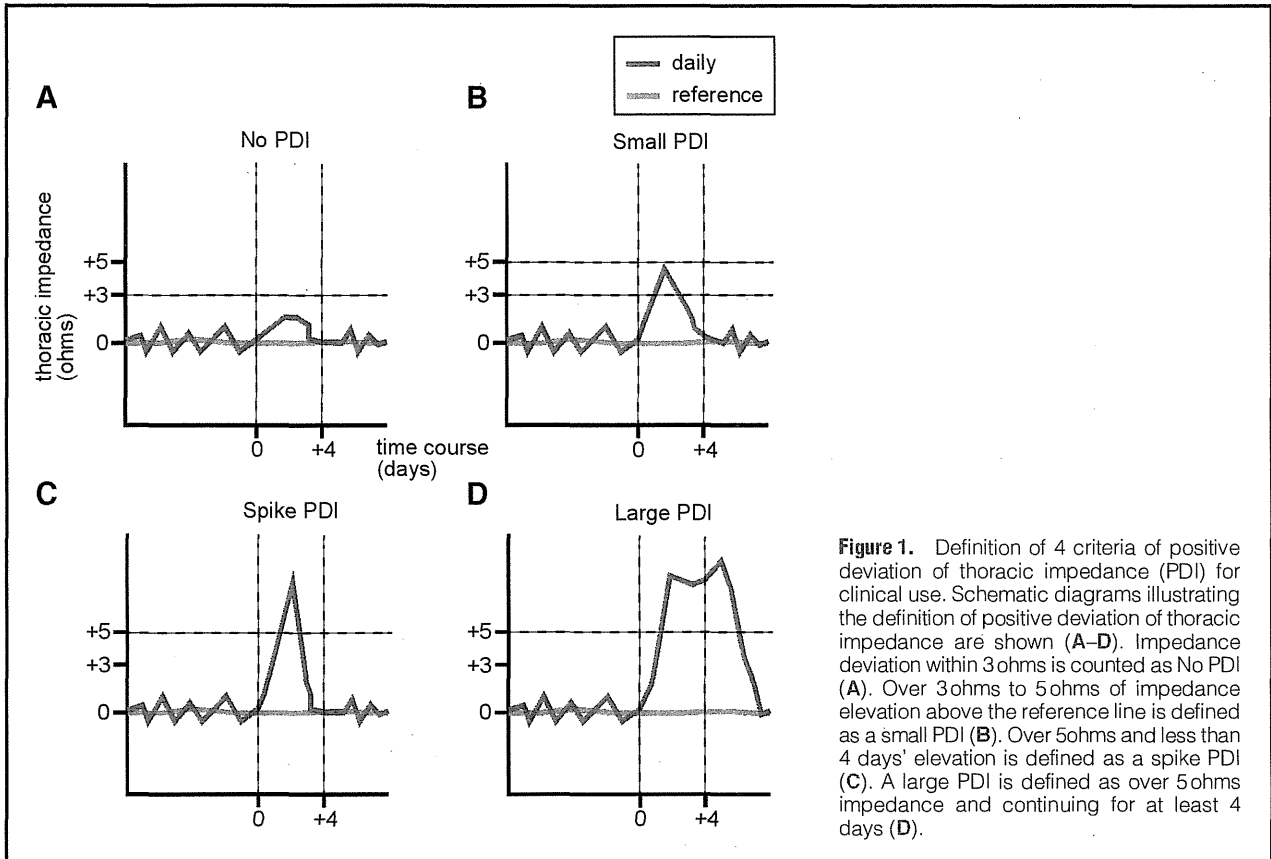 daily
reference
A
No PDI
thoracic impedance
(ohms)
+5
+3
0
0
+4
time course
(days)
B
Small PDI
+5
+3
0
0
+4
C
Spike PDI
+5
+3
0
0
+4
D
Large PDI
+5
+3
0
0
+4
Figure 1. Definition of 4 criteria of positive
deviation of thoracic impedance (PDI) for
clinical use. Schematic diagrams illustrating
the definition of positive deviation of thoracic
impedance are shown (A–D). Impedance
deviation within 3 ohms is counted as No PDI
(A). Over 3 ohms to 5 ohms of impedance
elevation above the reference line is defined
as a small PDI (B). Over 5ohms and less than
4 days' elevation is defined as a spike PDI
(C). A large PDI is defined as over 5 ohms
impedance and continuing for at least 4
days (D).